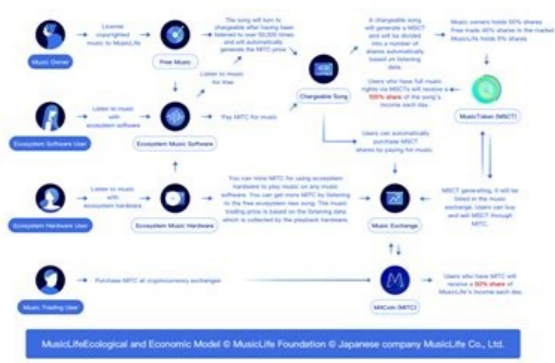 License
copyrighted
music to MusicLife
The song will turn to
chargeable after having been
listened to over 50,000 times
and will automatically
generate the MITC price
A chargeable song
will generate a MSCT
and will be divided
into a number of
shares automatically
based on listening
data.
Music owners holds 50% shares
Free trade 45% shares in the market
MusicLife holds 5% shares
Music Owner
Free Music
Listen to music
for free
Chargeable Song
Users who have full music
rights via MSCTs will receive a
100% share of the song's
income each day.
MusicToken (MSCT)
Listen to music
with
ecosystem software
Pay MITC for music
Ecosystem Software User
Ecosystem Music Software
Users can automatically
purchase MSCT
shares by paying for music.
Listen to music
with
ecosystem hardware
You can mine MITC for using ecosystem
hardware to play music on any music
software. You can get more MITC by listening
to the free ecosystem new song. The music
trading price is based on the listening data
which is collected by the playback hardware.
MSCT generating, it will be
listed in the music
exchange. Users can buy
and sell MSCT through
MITC.
Ecosystem Hardware User
Ecosystem Music Hardware
Music Exchange
Purchase MITC at cryptocurrency exchanges
Users who have MITC will
receive a 50% share of
MusicLife's income each day.
Music Trading User
MitCoin (MITC)
MusicLifeEcological and Economic Model © MusicLife Foundation © Japanese company MusicLife Co., Ltd.